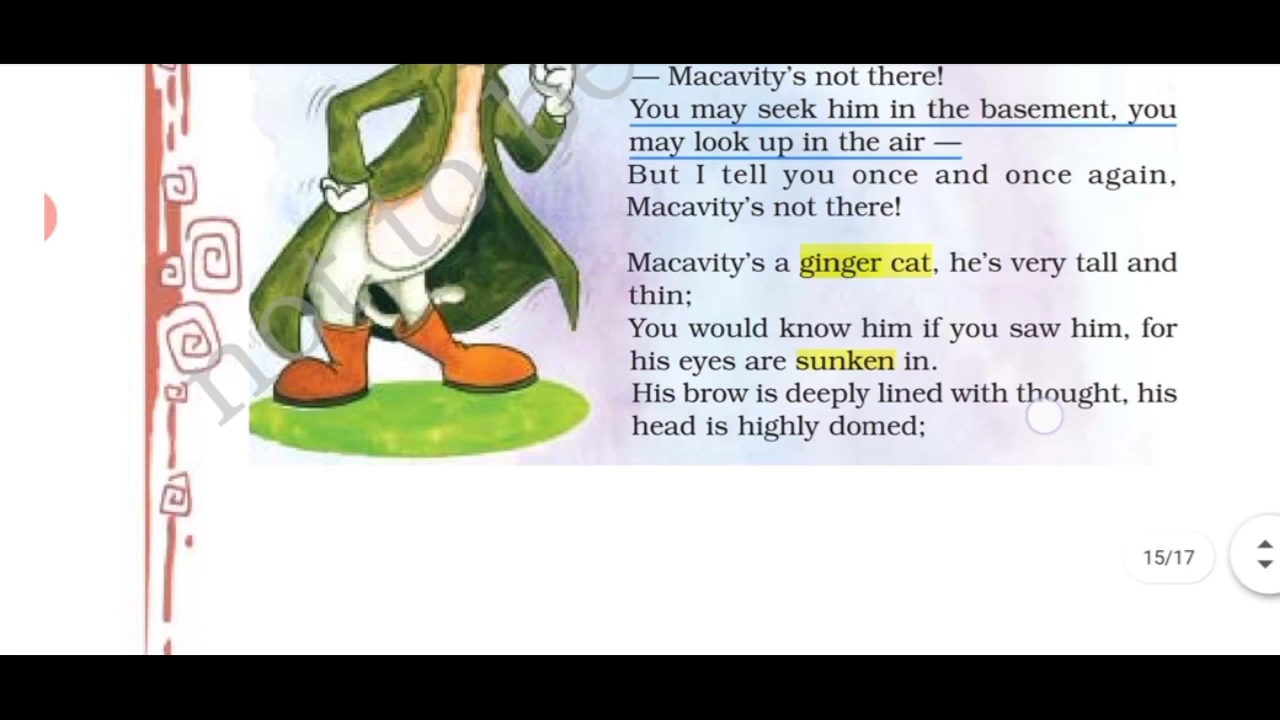 — Macavity's not there!
You may seek him in the basement, you
may look up in the air —
But I tell you once and once again,
Macavity's not there!
Macavity's a ginger cat, he's very tall and
thin;
You would know him if you saw him, for
his eyes are sunken in.
His brow is deeply lined with thought, his
head is highly domed;
not to be
15/17